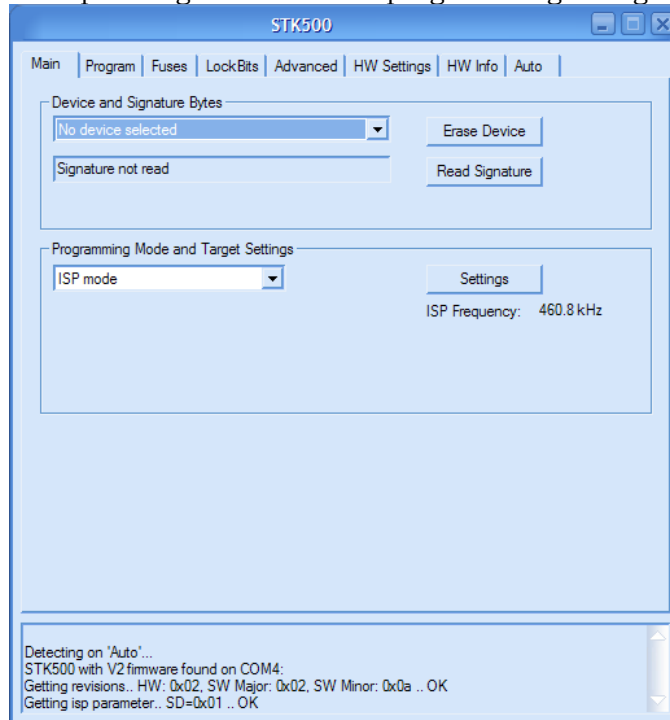 STK500
Main Program Fuses LockBits Advanced HW Settings HW Info Auto
Device and Signature Bytes
No device selected Erase Device
Signature not read Read Signature
Programming Mode and Target Settings
ISP mode Settings
ISP Frequency: 460.8 kHz
Detecting on 'Auto'...
STK500 with V2 firmware found on COM4:
Getting revisions.. HW: 0x02, SW Major: 0x02, SW Minor: 0x0a .. OK
Getting isp parameter.. SD=0x01 .. OK